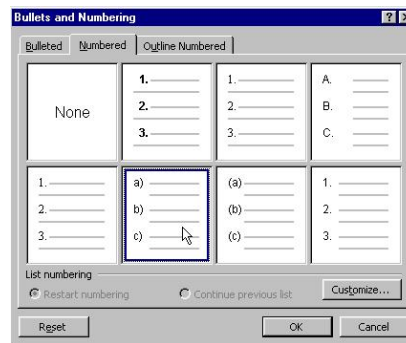 Bullets and Numbering
Bulleted Numbered Outline Numbered
None
1.
2.
3.
1.
2.
3.
A.
B.
C.
1.
2.
3.
a)
b)
c)
(a)
(b)
(c)
1.
2.
3.
List numbering
Restart numbering Continue previous list Customize...
Reset OK Cancel